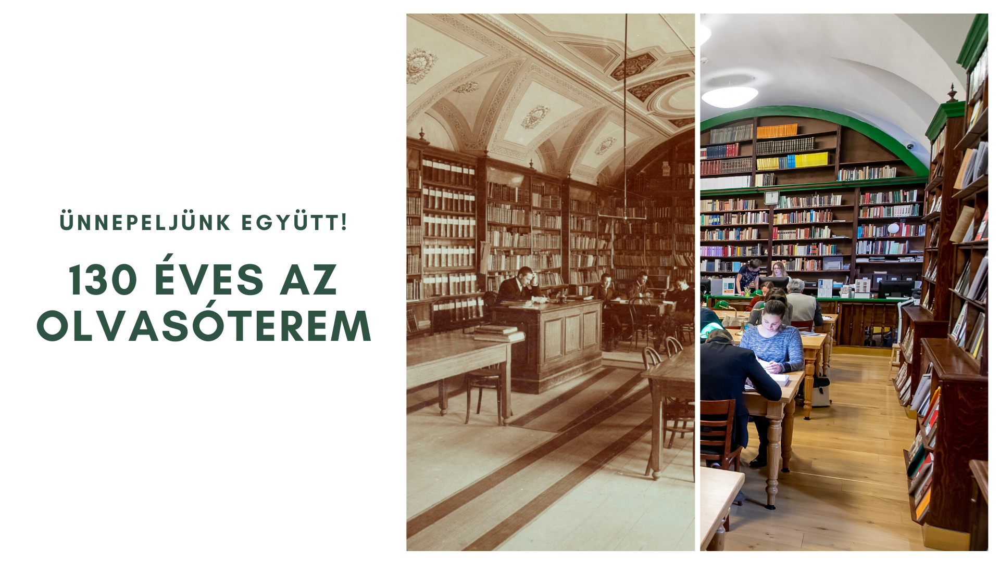 ÜNNEPELJÜNK EGYÜTT!
130 ÉVES AZ
OLVASÓTEREM